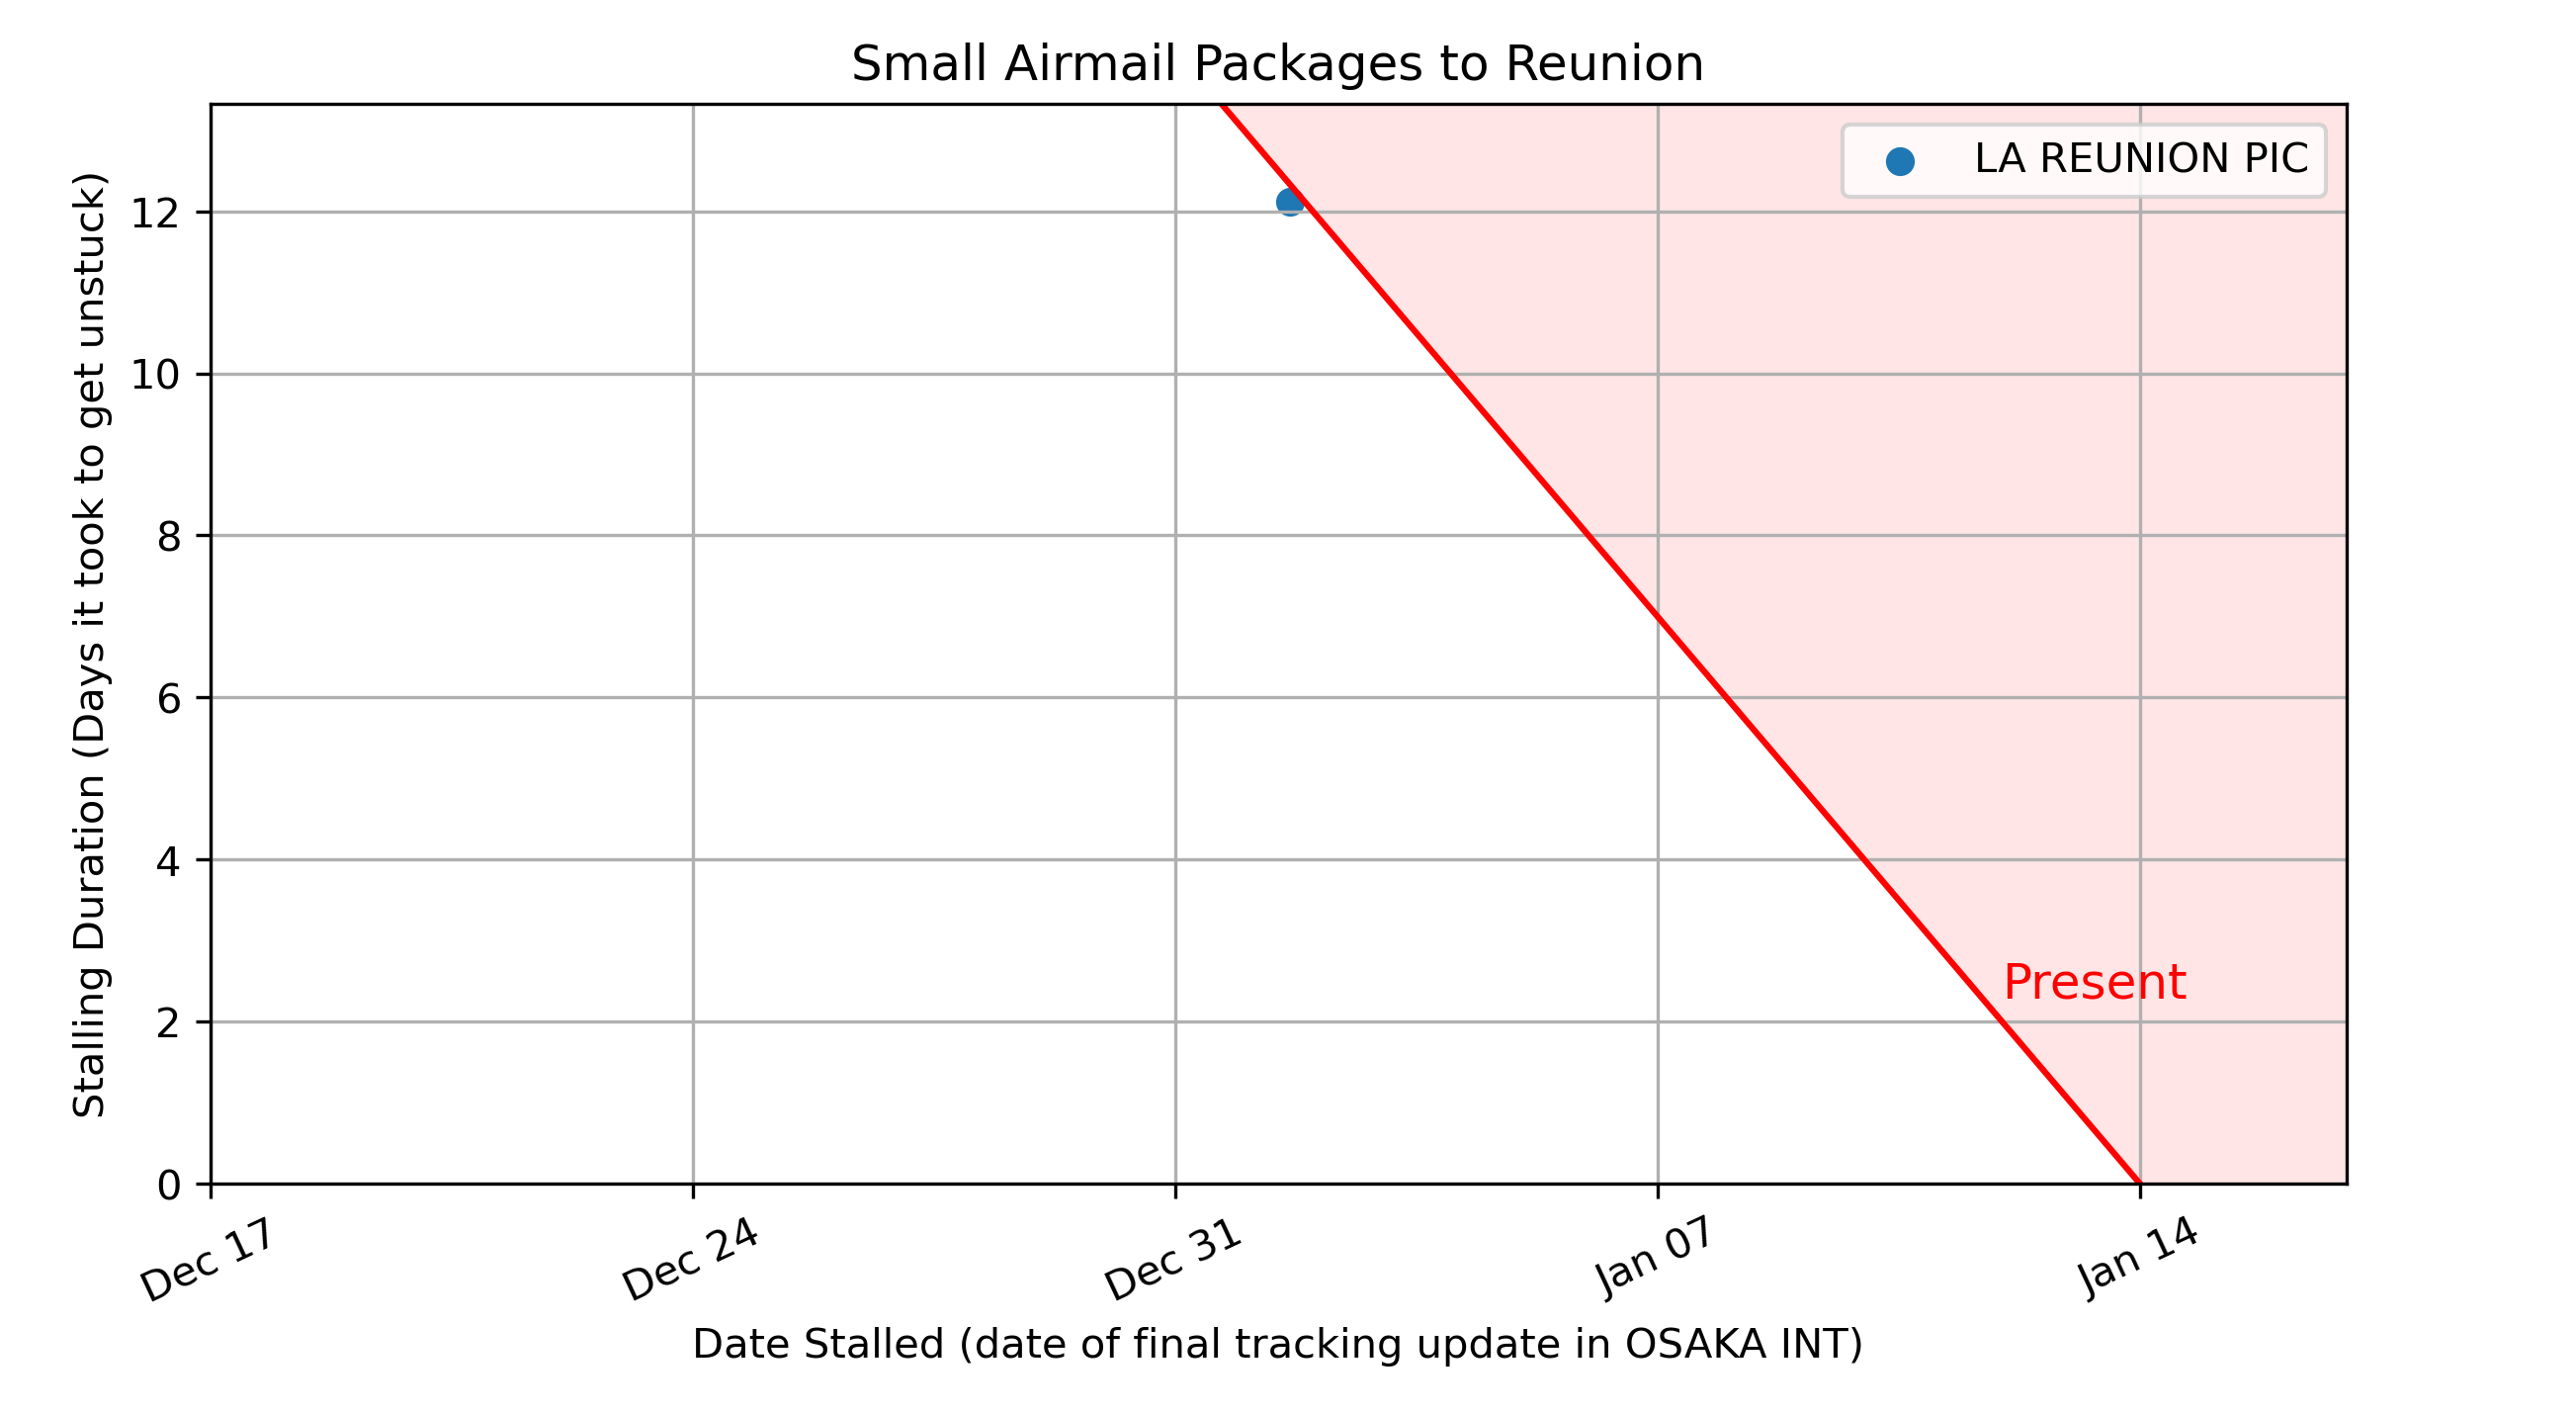 Small Airmail Packages to Reunion
LA REUNION PIC
Stalling Duration (Days it took to get unstuck)
12
10
8
6
4
2
0
Present
Dec 17
Dec 24
Dec 31
Jan 07
Jan 14
Date Stalled (date of final tracking update in OSAKA INT)